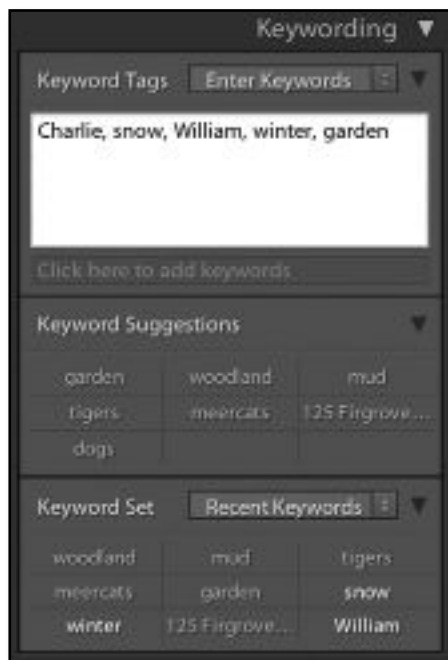 Keywording ▼
Keyword Tags Enter Keywords
Charlie, snow, William, winter, garden
Click here to add keywords
Keyword Suggestions
garden woodland mud
tigers meercats 125 Firgrove ...
dogs
Keyword Set Recent Keywords
woodland mud tigers
meercats garden snow
winter 125 Firgrove ... William